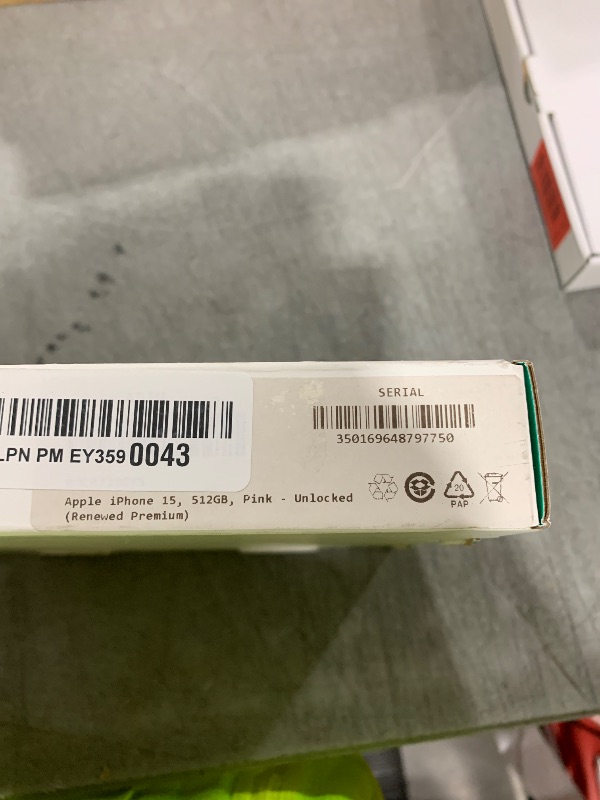 SERIAL
350169648797750
LPN PM EY359 0043
20
PAP
Apple iPhone 15, 512GB, Pink - Unlocked
(Renewed Premium)